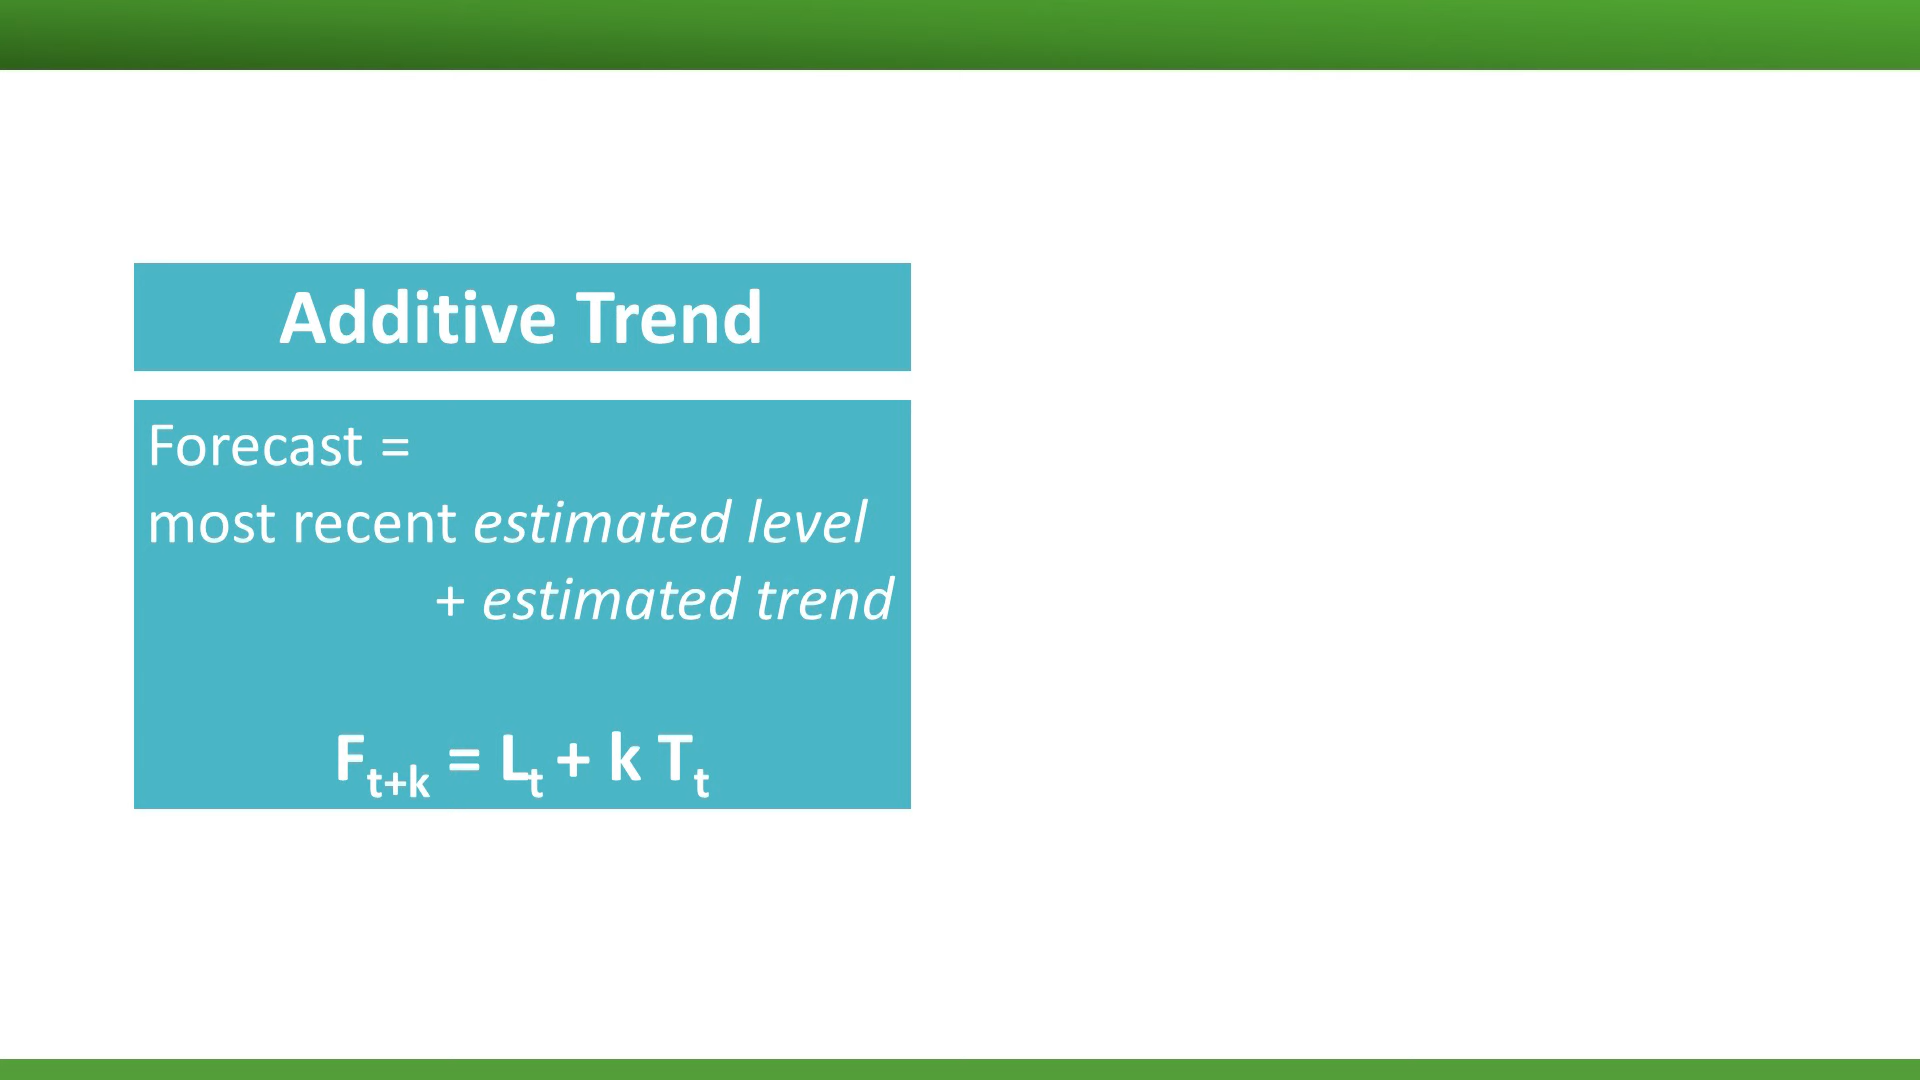 Additive Trend
Forecast =
most recent estimated level
+ estimated trend
Fₜ₊ₖ = Lₜ + k Tₜ